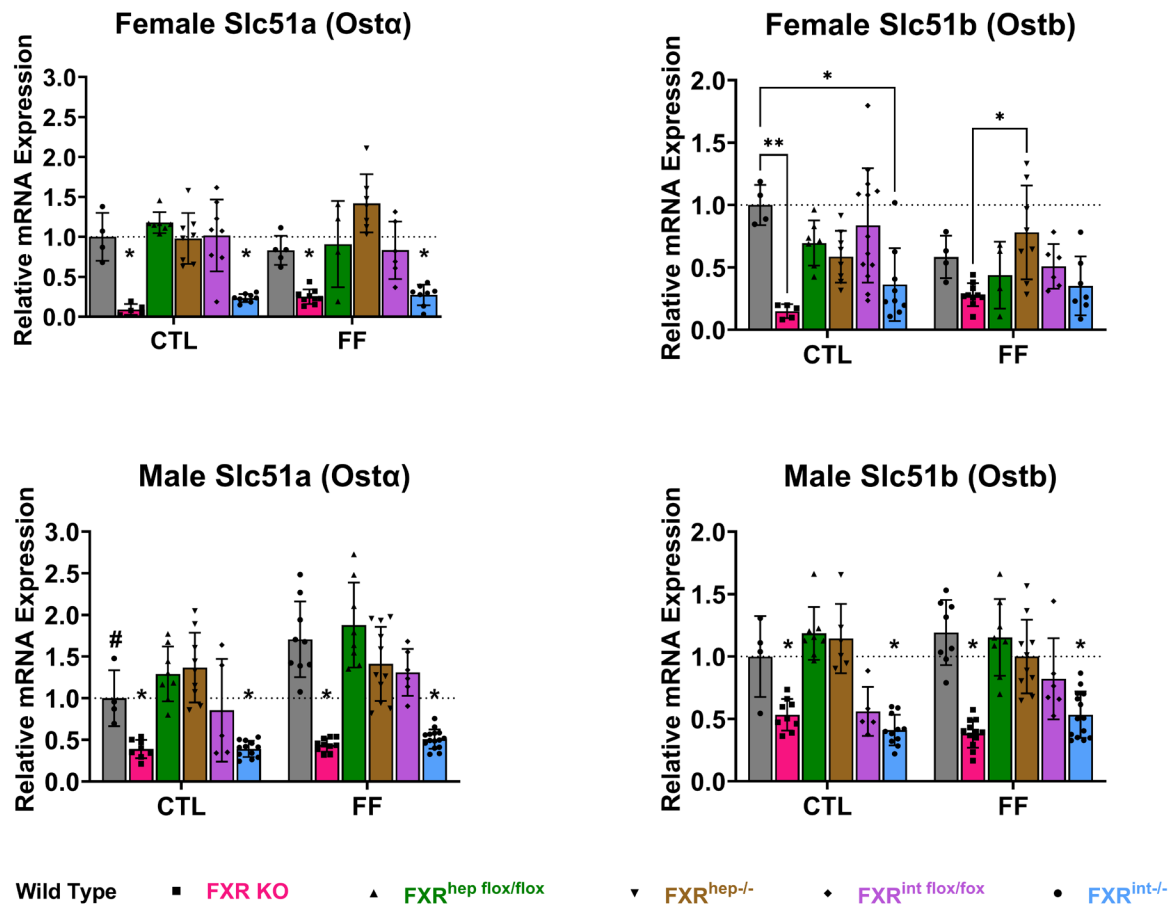 Female Slc51a (Ostα)
Relative mRNA Expression
3.0
2.5
2.0
1.5
1.0
0.5
0.0
*
*
*
*
CTL
FF
Female Slc51b (Ostb)
Relative mRNA Expression
2.0
1.5
1.0
0.5
0.0
*
**
*
CTL
FF
Male Slc51a (Ostα)
Relative mRNA Expression
3.0
2.5
2.0
1.5
1.0
0.5
0.0
#
*
*
*
*
CTL
FF
Male Slc51b (Ostb)
Relative mRNA Expression
2.0
1.5
1.0
0.5
0.0
*
*
*
*
CTL
FF
Wild Type FXR KO FXRhep flox/flox FXRhep-/- FXRint flox/fox FXRint-/-